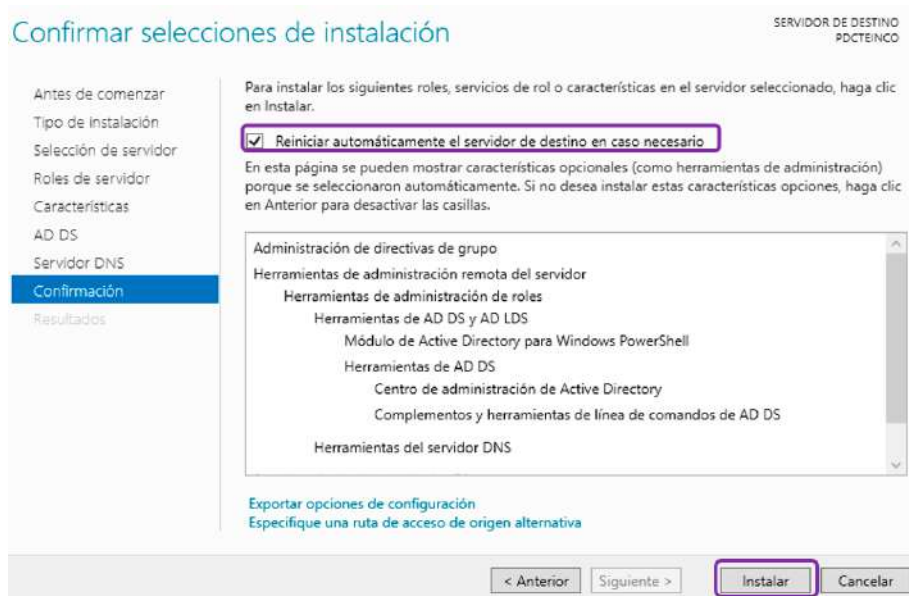 Confirmar selecciones de instalación
SERVIDOR DE DESTINO
PDCTEINCO
Antes de comenzar
Tipo de instalación
Selección de servidor
Roles de servidor
Características
AD DS
Servidor DNS
Confirmación
Resultados
Para instalar los siguientes roles, servicios de rol o características en el servidor seleccionado, haga clic
en Instalar.
Reiniciar automáticamente el servidor de destino en caso necesario
En esta página se pueden mostrar características opcionales (como herramientas de administración)
porque se seleccionaron automáticamente. Si no desea instalar estas características opciones, haga clic
en Anterior para desactivar las casillas.
Administración de directivas de grupo
Herramientas de administración remota del servidor
Herramientas de administración de roles
Herramientas de AD DS y AD LDS
Módulo de Active Directory para Windows PowerShell
Herramientas de AD DS
Centro de administración de Active Directory
Complementos y herramientas de línea de comandos de AD DS
Herramientas del servidor DNS
Exportar opciones de configuración
Especifique una ruta de acceso de origen alternativa
< Anterior
Siguiente >
Instalar
Cancelar